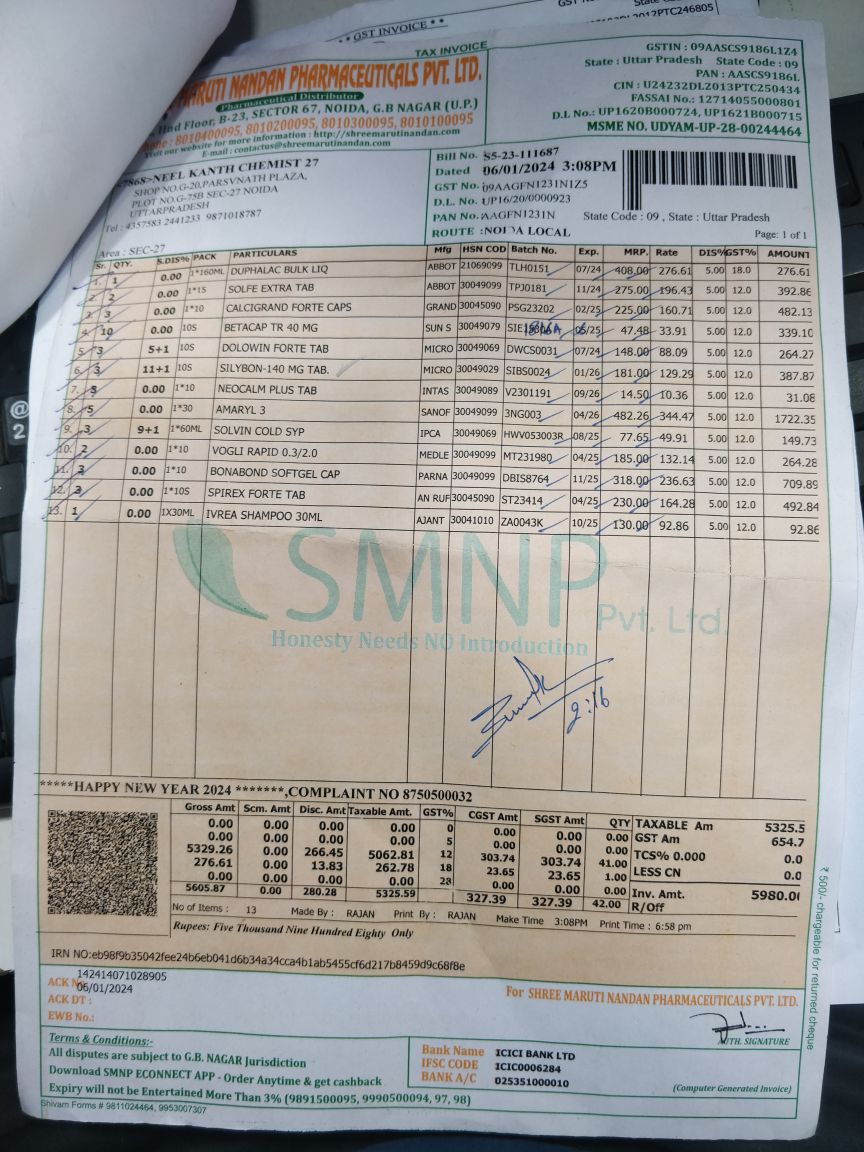 GST IN
* * GST INVOICE * *
TAX INVOICE
MARUTI NANDAN PHARMACEUTICALS PVT. LTD.
Pharmaceutical Distributor
IInd Floor, B-23, SECTOR 67, NOIDA, G.B NAGAR (U.P.)
8010400095, 8010200095, 8010300095, 8010100095
Visit our website for more information : http://shreemarutinandan.com
E-mail : contactus@shreemarutinandan.com
GSTIN : 09AASCS9186L1Z4
State : Uttar Pradesh State Code : 09
PAN : AASCS9186L
CIN : U24232DL2013PTC250434
FASSAI No.: 12714055000801
D.L. No.: UP1620B000724, UP1621B000715
MSME NO. UDYAM-UP-28-00244464
<7868>NEEL KANTH CHEMIST 27
SHOP NO.G-20,PARSVNATH PLAZA,
PLOT NO.G-75B SEC-27 NOIDA
UTTARPRADESH
Tel : 4357583 2441233 9871018787
Area : SEC-27
Bill No. S5-23-111687
Dated 06/01/2024 3:08PM
GST No. 09AAGFN1231N1Z5
D.L. No. UP16/20/0000923
PAN No. AAGFN1231N State Code : 09 , State : Uttar Pradesh
ROUTE : NOIDA LOCAL Page: 1 of 1
Sr. QTY. S.DIS% PACK PARTICULARS Mfg HSN COD Batch No. Exp. MRP. Rate DIS% GST% AMOUNT
1. 1 0.00 1*160ML DUPHALAC BULK LIQ ABBOT 21069099 TLH0151 07/24 408.00 276.61 5.00 18.0 276.61
2. 2 0.00 1*15 SOLFE EXTRA TAB ABBOT 30049099 TPJ0181 11/24 275.00 196.43 5.00 12.0 392.86
3. 3 0.00 1*10 CALCIGRAND FORTE CAPS GRAND 30045090 PSG23202 02/25 225.00 160.71 5.00 12.0 482.13
4. 10 0.00 10S BETACAP TR 40 MG SUN S 30049079 05/25 47.48 33.91 5.00 12.0 339.10
5. 3 5+1 10S DOLOWIN FORTE TAB MICRO 30049069 DWCS0031 07/24 148.00 88.09 5.00 12.0 264.27
6. 3 11+1 10S SILYBON-140 MG TAB. MICRO 30049029 SIBS0024 01/26 181.00 129.29 5.00 12.0 387.87
7. 3 0.00 1*10 NEOCALM PLUS TAB INTAS 30049089 V2301191 09/26 14.50 10.36 5.00 12.0 31.08
8. 5 0.00 1*30 AMARYL 3 SANOF 30049099 3NG003 04/26 482.26 344.47 5.00 12.0 1722.35
9. 3 9+1 1*60ML SOLVIN COLD SYP IPCA 30049069 HWV053003R 08/25 77.65 49.91 5.00 12.0 149.73
10. 2 0.00 1*10 VOGLI RAPID 0.3/2.0 MEDLE 30049099 MT231980 04/25 185.00 132.14 5.00 12.0 264.28
11. 3 0.00 1*10 BONABOND SOFTGEL CAP PARNA 30049099 DBIS8764 11/25 318.00 236.63 5.00 12.0 709.89
12. 3 0.00 1*10S SPIREX FORTE TAB AN RUF 30045090 ST23414 04/25 230.00 164.28 5.00 12.0 492.84
13. 1 0.00 1X30ML IVREA SHAMPOO 30ML AJANT 30041010 ZA0043K 10/25 130.00 92.86 5.00 12.0 92.86
SMNP Pvt. Ltd.
Honesty Needs NO Introduction
2:16
*****HAPPY NEW YEAR 2024 *******,COMPLAINT NO 8750500032
Gross Amt Scm. Amt Disc. Amt Taxable Amt. GST% CGST Amt SGST Amt QTY
0.00 0.00 0.00 0.00 0 0.00 0.00 0.00
0.00 0.00 0.00 0.00 5 0.00 0.00 0.00
5329.26 0.00 266.45 5062.81 12 303.74 303.74 41.00
276.61 0.00 13.83 262.78 18 23.65 23.65 1.00
0.00 0.00 0.00 0.00 28 0.00 0.00 0.00
5605.87 0.00 280.28 5325.59 327.39 327.39 42.00
TAXABLE Am 5325.5
GST Am 654.7
TCS% 0.000 0.0
LESS CN 0.0
Inv. Amt. 5980.00
R/Off
No of Items : 13 Made By : RAJAN Print By : RAJAN Make Time 3:08PM Print Time : 6:58 pm
Rupees: Five Thousand Nine Hundred Eighty Only
IRN NO:eb98f9b35042fee24b6eb041d6b34a34cca4b1ab5455cf6d217b8459d9c68f8e
ACK NO 142414071028905
ACK DT : 06/01/2024
EWB No.:
For SHREE MARUTI NANDAN PHARMACEUTICALS PVT. LTD.
AUTH. SIGNATURE
₹ 500/- chargeable for returned cheque
Terms & Conditions:-
All disputes are subject to G.B. NAGAR Jurisdiction
Download SMNP ECONNECT APP - Order Anytime & get cashback
Expiry will not be Entertained More Than 3% (9891500095, 9990500094, 97, 98)
Bank Name ICICI BANK LTD
IFSC CODE ICIC0006284
BANK A/C 025351000010
(Computer Generated Invoice)
Shivam Forms # 9811024464, 9953007307